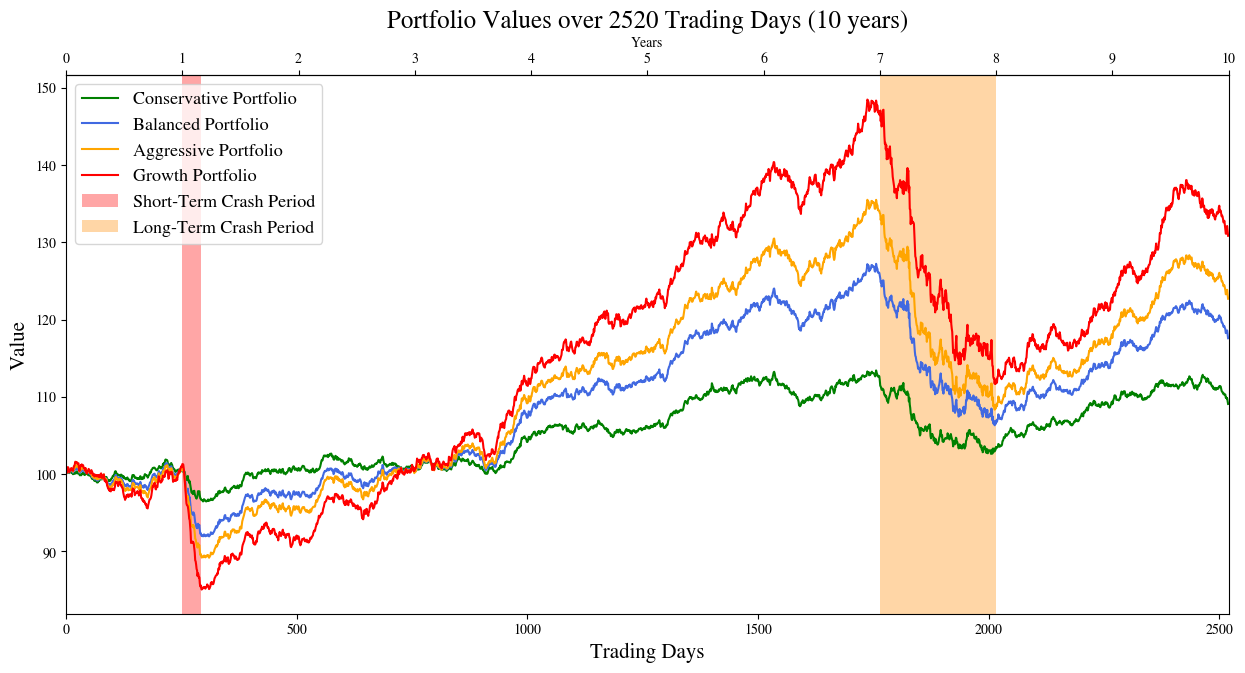 Portfolio Values over 2520 Trading Days (10 years)
Years
0 1 2 3 4 5 6 7 8 9 10
150
140
130
120
110
100
90
Value
Conservative Portfolio
Balanced Portfolio
Aggressive Portfolio
Growth Portfolio
Short-Term Crash Period
Long-Term Crash Period
0 500 1000 1500 2000 2500
Trading Days